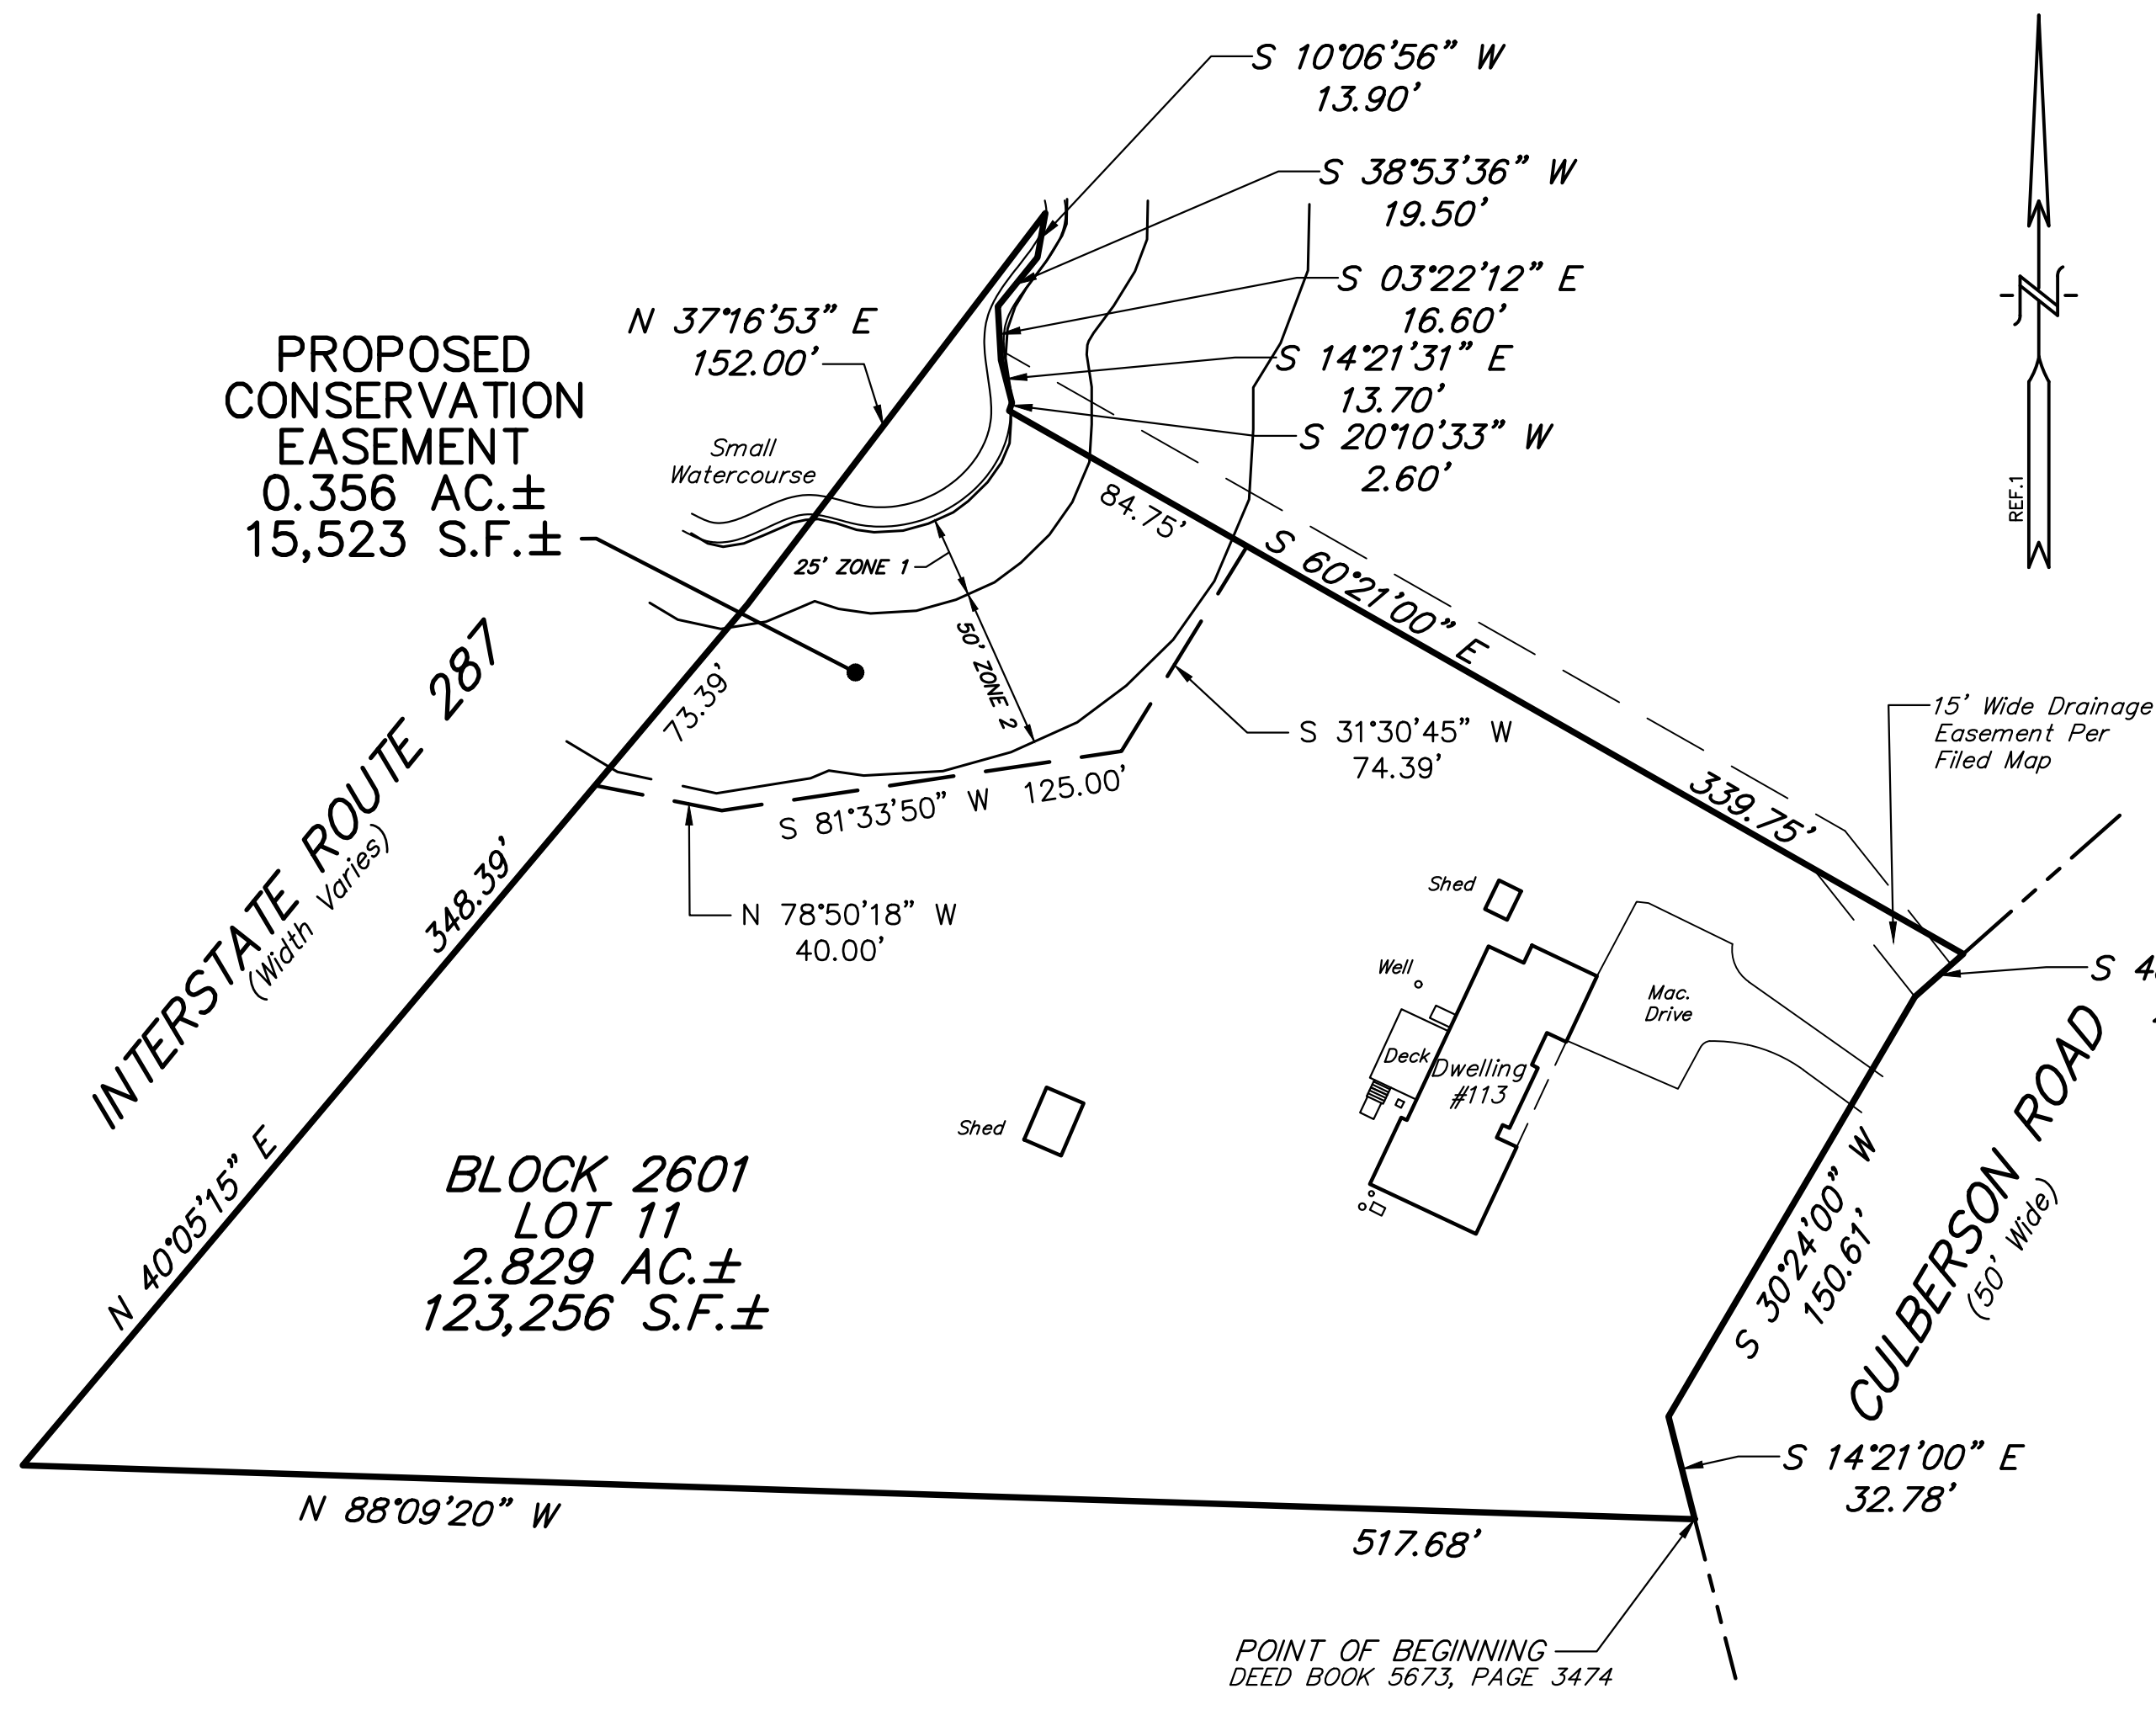 S 10°06'56" W
13.90'
S 38°53'36" W
19.50'
S 03°22'12" E
16.60'
S 14°21'31" E
13.70'
S 20°10'33" W
2.60'
N 37°16'53" E
152.00'
PROPOSED
CONSERVATION
EASEMENT
0.356 AC.±
15,523 S.F.±
Small
Watercourse
25' ZONE 1
50' ZONE 2
84.75'
S 60°21'00" E
339.75'
N
REF.1
73.39'
S 31°30'45" W
74.39'
15' Wide Drainage
Easement Per
Filed Map
S 81°33'50" W 125.00'
N 78°50'18" W
40.00'
INTERSTATE ROUTE 287
(Width Varies)
348.39'
N 40°05'15" E
Shed
Well
Mac.
Drive
Deck
Dwelling
#113
Shed
S
BLOCK 2601
LOT 11
2.829 AC.±
123,256 S.F.±
S 30°24'00" W
150.61'
CULBERSON ROAD
(50' Wide)
S 14°21'00" E
32.78'
N 88°09'20" W
517.68'
POINT OF BEGINNING
DEED BOOK 5673, PAGE 3474